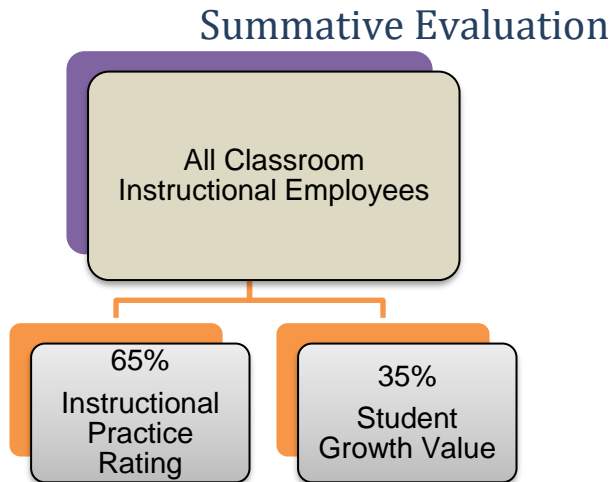 Summative Evaluation
All Classroom
Instructional Employees
65%
Instructional
Practice
Rating
35%
Student
Growth Value